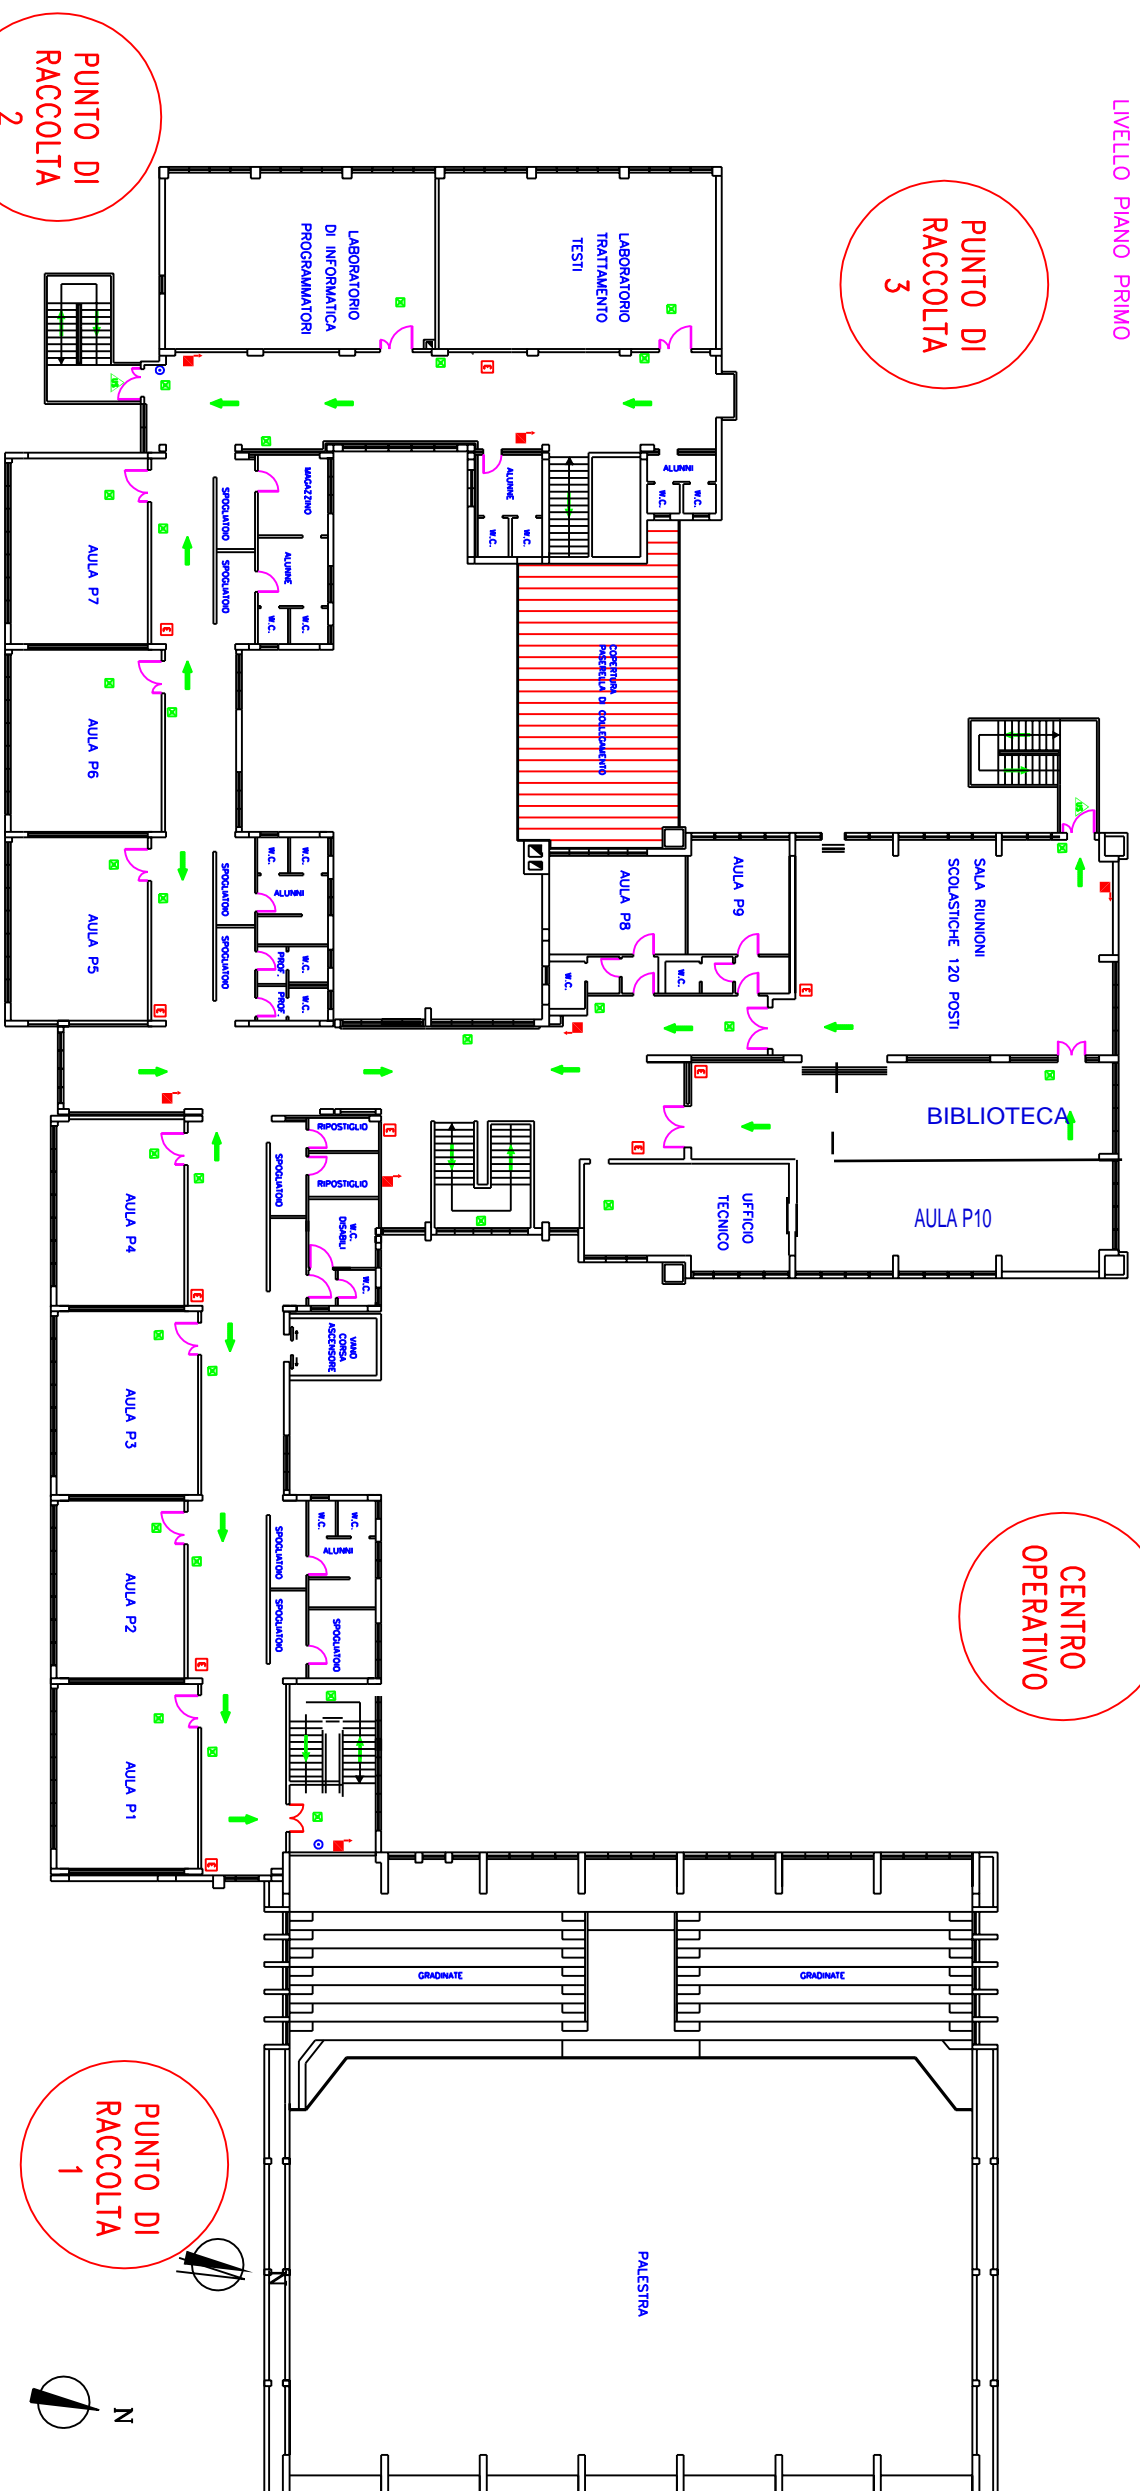 LIVELLO PIANO PRIMO
PUNTO DI
RACCOLTA
3
PUNTO DI
RACCOLTA
2
LABORATORIO
TRATTAMENTO
TESTI
LABORATORIO
DI INFORMATICA
PROGRAMMATORI
US
ALUNNI
W.C.
W.C.
ALUNNE
W.C.
W.C.
MAGAZZINO
SPOGLIATOIO
SPOGLIATOIO
ALUNNE
W.C.
W.C.
AULA P7
E
E
COPERTURA
PASERELLA DI COLLEGAMENTO
AULA P6
US
SALA RIUNIONI
SCOLASTICHE 120 POSTI
AULA P9
AULA P8
W.C.
W.C.
E
W.C.
W.C.
ALUNNI
SPOGLIATOIO
SPOGLIATOIO
PROF.
W.C.
PROF.
W.C.
AULA P5
E
BIBLIOTECA
AULA P10
UFFICIO
TECNICO
E
E
E
RIPOSTIGLIO
RIPOSTIGLIO
SPOGLIATOIO
W.C.
DISABILI
W.C.
AULA P4
E
VANO
CORSA
ASCENSORE
AULA P3
W.C.
W.C.
ALUNNI
SPOGLIATOIO
SPOGLIATOIO
SPOGLIATOIO
AULA P2
E
AULA P1
E
CENTRO
OPERATIVO
GRADINATE
GRADINATE
PALESTRA
PUNTO DI
RACCOLTA
1
N
N